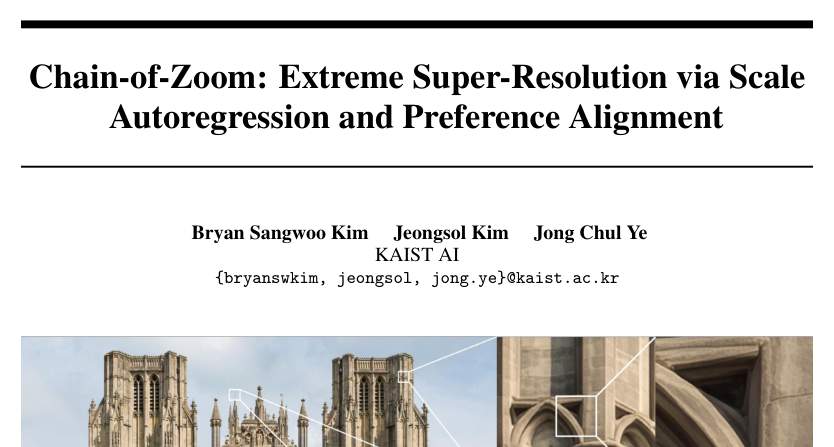 Chain-of-Zoom: Extreme Super-Resolution via Scale
Autoregression and Preference Alignment
Bryan Sangwoo Kim Jeongsol Kim Jong Chul Ye
KAIST AI
{bryanswkim, jeongsol, jong.ye}@kaist.ac.kr